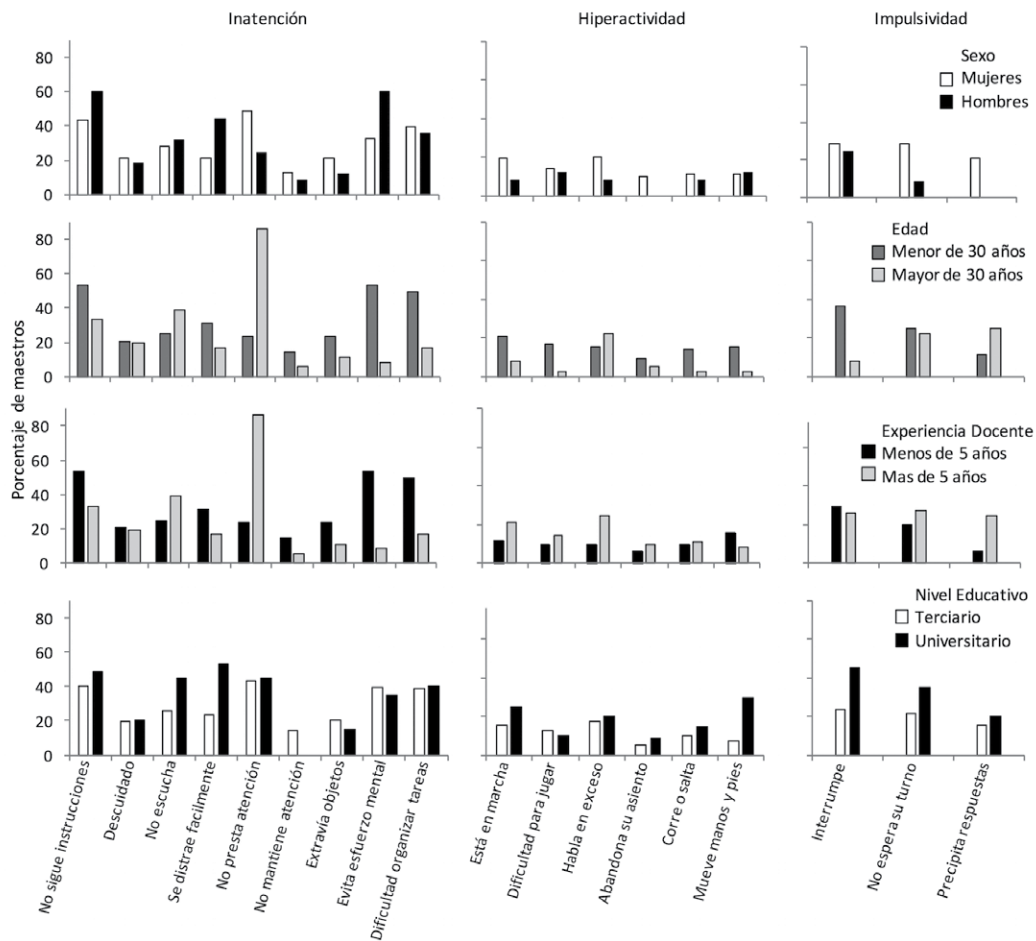 Inatención
Hiperactividad
Impulsividad
Porcentaje de maestros
80
60
40
20
0
Sexo
Mujeres
Hombres
80
60
40
20
0
Edad
Menor de 30 años
Mayor de 30 años
80
60
40
20
0
Experiencia Docente
Menos de 5 años
Mas de 5 años
80
60
40
20
0
Nivel Educativo
Terciario
Universitario
No sigue instrucciones
Descuidado
No escucha
Se distrae facilmente
No presta atención
No mantiene atención
Extravía objetos
Evita esfuerzo mental
Dificultad organizar tareas
Está en marcha
Dificultad para jugar
Habla en exceso
Abandona su asiento
Corre o salta
Mueve manos y pies
Interrumpe
No espera su turno
Precipita respuestas